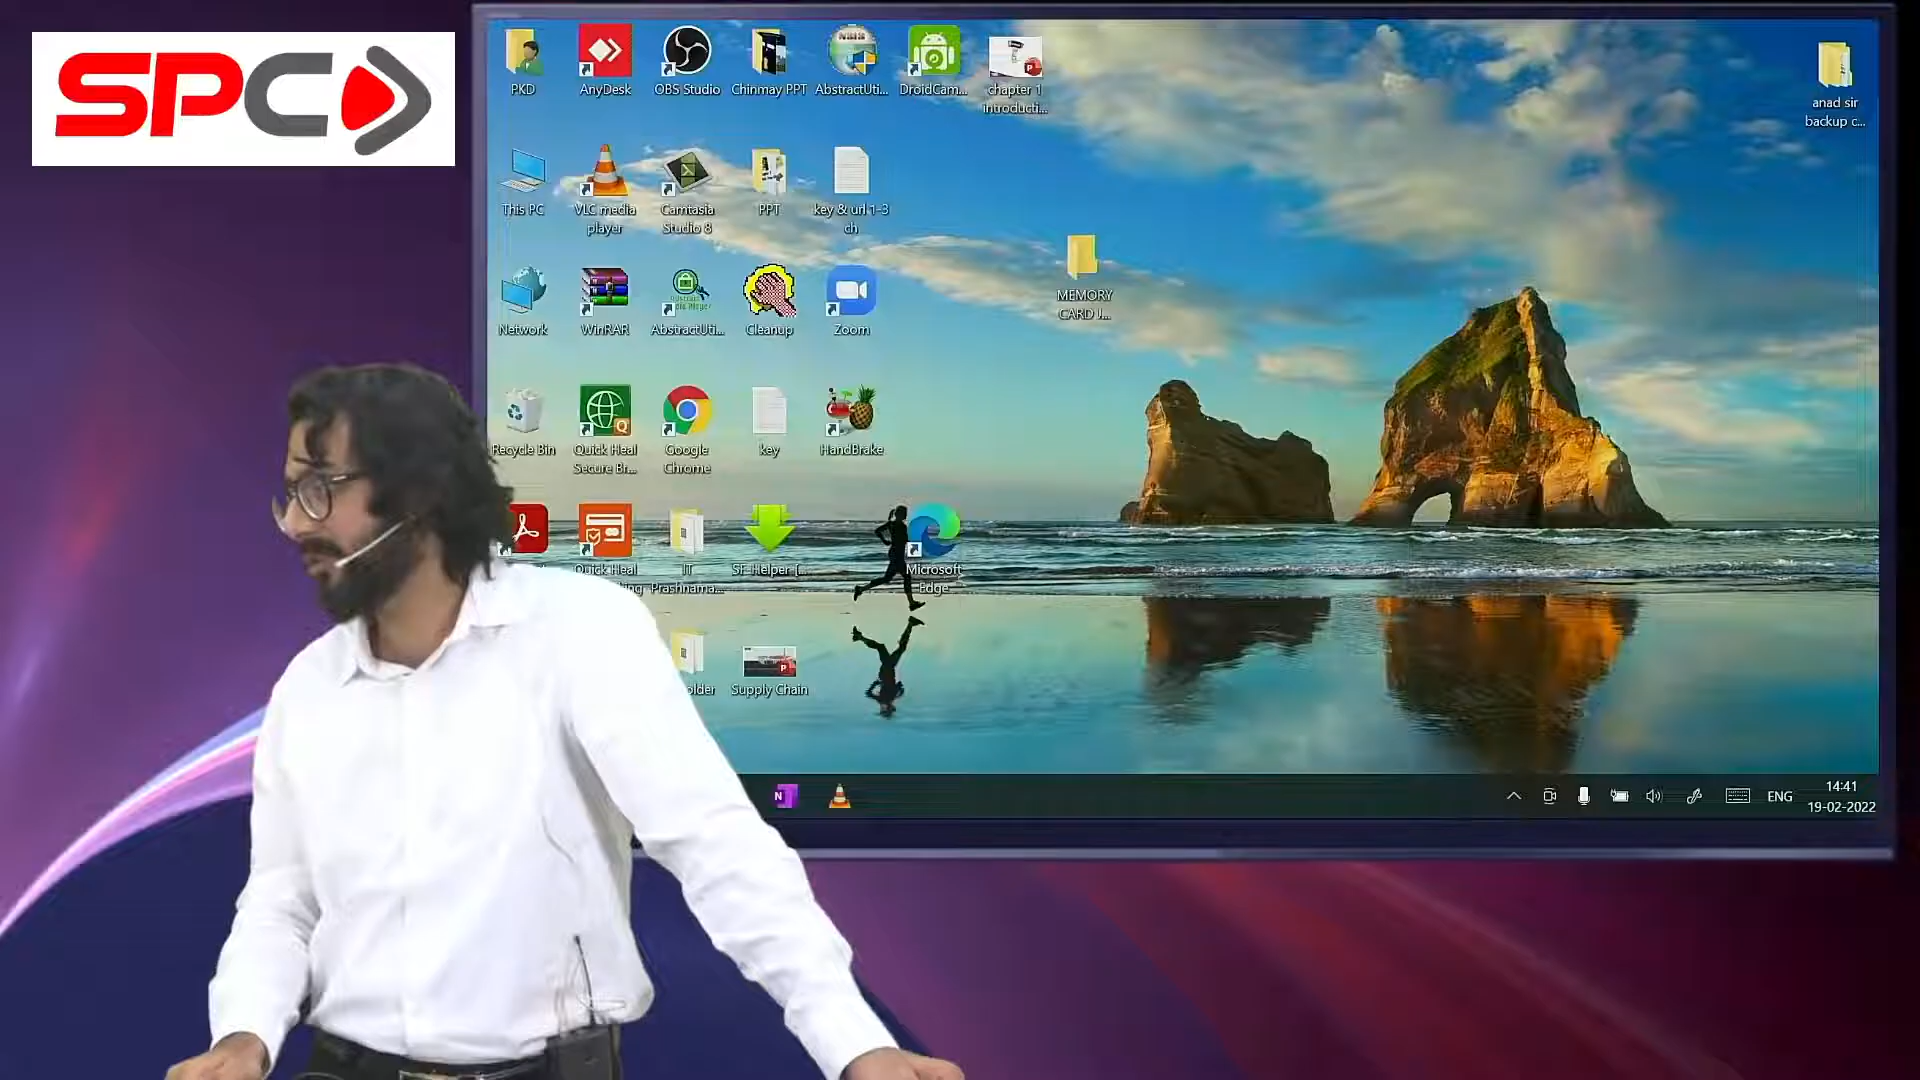 SPC
PKD
AnyDesk
OBS Studio
Chinmay PPT
AbstractUti...
DroidCam...
chapter 1
introducti...
anad sir
backup c...
This PC
VLC media
player
Camtasia
Studio 8
PPT
key & url 1-3
ch
MEMORY
CARD J...
Network
WinRAR
AbstractUti...
Cleanup
Zoom
Recycle Bin
Quick Heal
Secure Br...
Google
Chrome
key
HandBrake
Quick Heal
IT
Prashnama...
SF-Helper [...
Microsoft
Edge
older
Supply Chain
N
ENG
14:41
19-02-2022